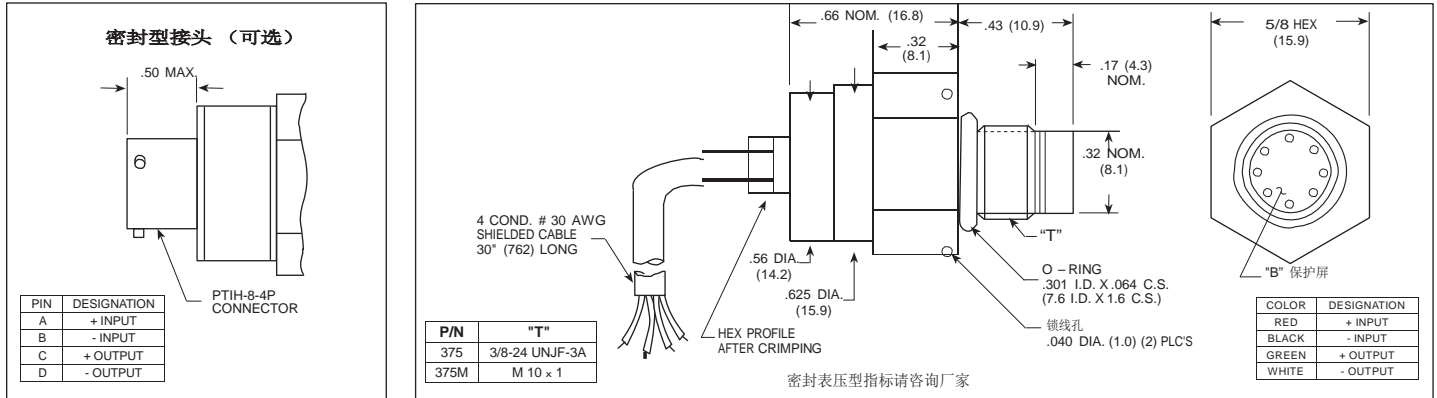 密封型接头 （可选）
.50 MAX.
PTIH-8-4P
CONNECTOR
PIN DESIGNATION
A + INPUT
B - INPUT
C + OUTPUT
D - OUTPUT
.66 NOM. (16.8)
.43 (10.9)
.32
(8.1)
.17 (4.3)
NOM.
.32 NOM.
(8.1)
4 COND. # 30 AWG
SHIELDED CABLE
30" (762) LONG
.56 DIA.
(14.2)
.625 DIA.
(15.9)
"T"
O – RING
.301 I.D. X .064 C.S.
(7.6 I.D. X 1.6 C.S.)
锁线孔
.040 DIA. (1.0) (2) PLC'S
HEX PROFILE
AFTER CRIMPING
P/N "T"
375 3/8-24 UNJF-3A
375M M 10 x 1
密封表压型指标请咨询厂家
5/8 HEX
(15.9)
"B" 保护屏
COLOR DESIGNATION
RED + INPUT
BLACK - INPUT
GREEN + OUTPUT
WHITE - OUTPUT